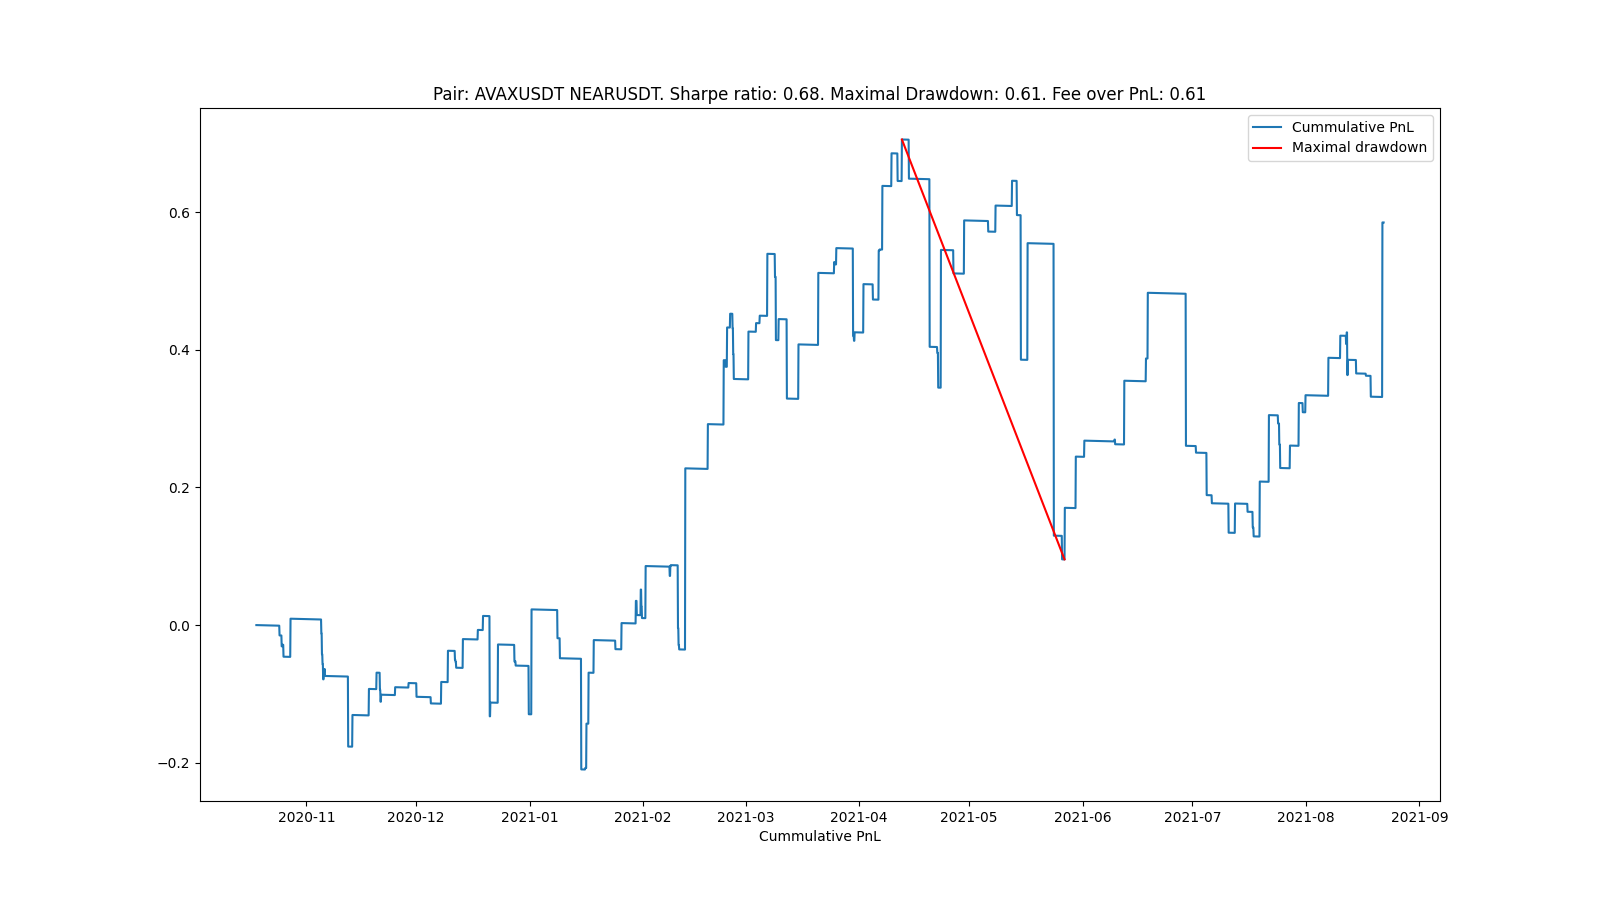 Pair: AVAXUSDT NEARUSDT. Sharpe ratio: 0.68. Maximal Drawdown: 0.61. Fee over PnL: 0.61
Cummulative PnL
Maximal drawdown
0.6
0.4
0.2
0.0
−0.2
2020-11 2020-12 2021-01 2021-02 2021-03 2021-04 2021-05 2021-06 2021-07 2021-08 2021-09
Cummulative PnL